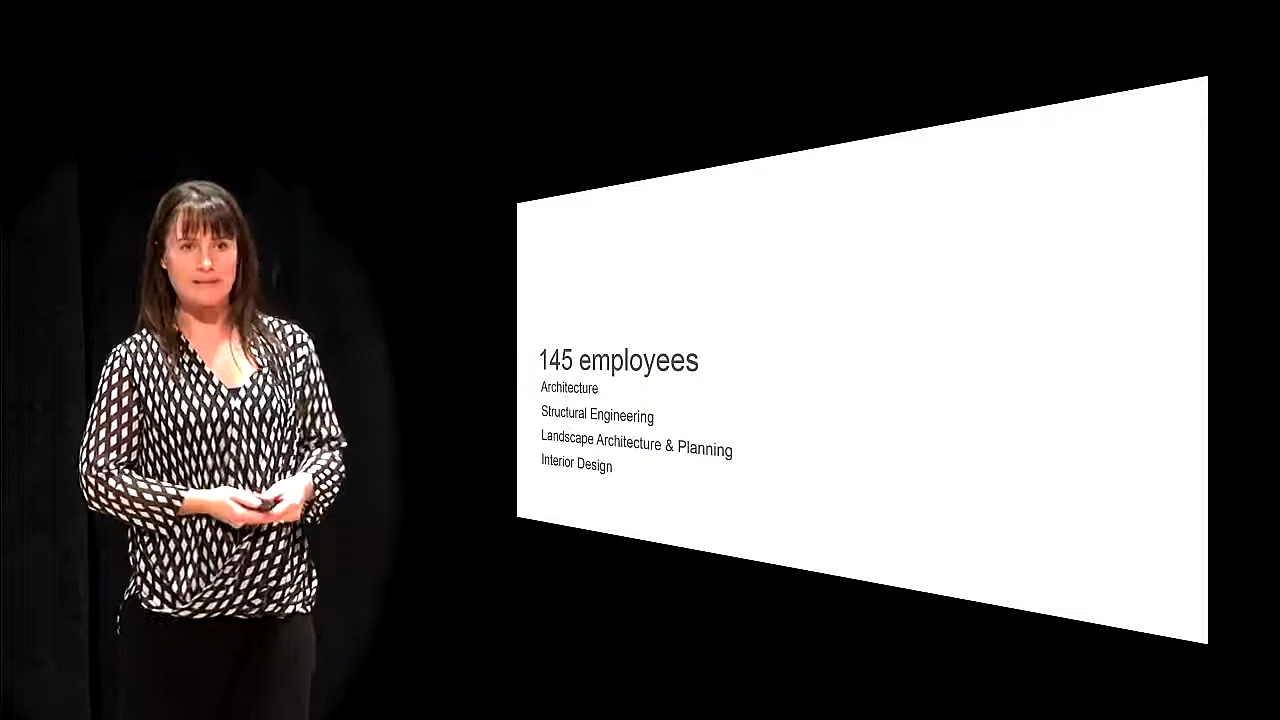 145 employees
Architecture
Structural Engineering
Landscape Architecture & Planning
Interior Design